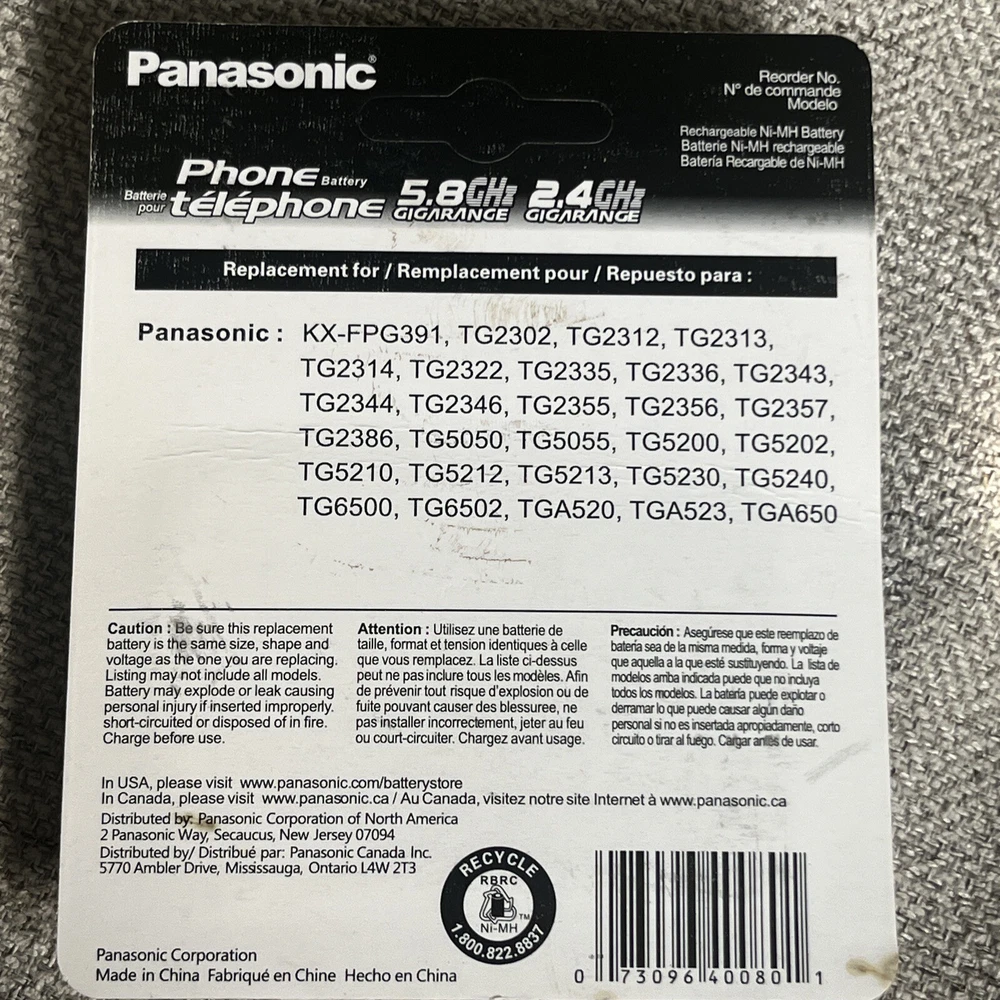 Panasonic®
Reorder No.
N° de commande
Modelo
Rechargeable Ni-MH Battery
Batterie Ni-MH rechargeable
Batería Recargable de Ni-MH
Phone Battery
Batterie pour téléphone
5.8GHz GIGARANGE 2.4GHz GIGARANGE
Replacement for / Remplacement pour / Repuesto para :
Panasonic : KX-FPG391, TG2302, TG2312, TG2313,
TG2314, TG2322, TG2335, TG2336, TG2343,
TG2344, TG2346, TG2355, TG2356, TG2357,
TG2386, TG5050, TG5055, TG5200, TG5202,
TG5210, TG5212, TG5213, TG5230, TG5240,
TG6500, TG6502, TGA520, TGA523, TGA650
Caution : Be sure this replacement
battery is the same size, shape and
voltage as the one you are replacing.
Listing may not include all models.
Battery may explode or leak causing
personal injury if inserted improperly.
short-circuited or disposed of in fire.
Charge before use.
Attention : Utilisez une batterie de
taille, format et tension identiques à celle
que vous remplacez. La liste ci-dessus
peut ne pas inclure tous les modèles. Afin
de prévenir tout risque d'explosion ou de
fuite pouvant causer des blessuree, ne
pas installer incorrectement, jeter au feu
ou court-circuiter. Chargez avant usage.
Precaución : Asegúrese que este reemplazo de
batería sea de la misma medida, forma y voltaje
que aquella a la que esté sustituyendo. La lista de
modelos arriba indicada puede que no incluya
todos los modelos. La batería puede explotar o
derramar lo que puede causar algún daño
personal si no es insertada apropiadamente, corto
circuito o tirar al fuego. Cargar antes de usar.
In USA, please visit www.panasonic.com/batterystore
In Canada, please visit www.panasonic.ca / Au Canada, visitez notre site Internet à www.panasonic.ca
Distributed by: Panasonic Corporation of North America
2 Panasonic Way, Secaucus, New Jersey 07094
Distributed by/ Distribué par: Panasonic Canada Inc.
5770 Ambler Drive, Mississauga, Ontario L4W 2T3
RECYCLE
RBRC
TM
Ni-MH
1.800.822.8837
Panasonic Corporation
Made in China Fabriqué en Chine Hecho en China
0 73096 40080 1